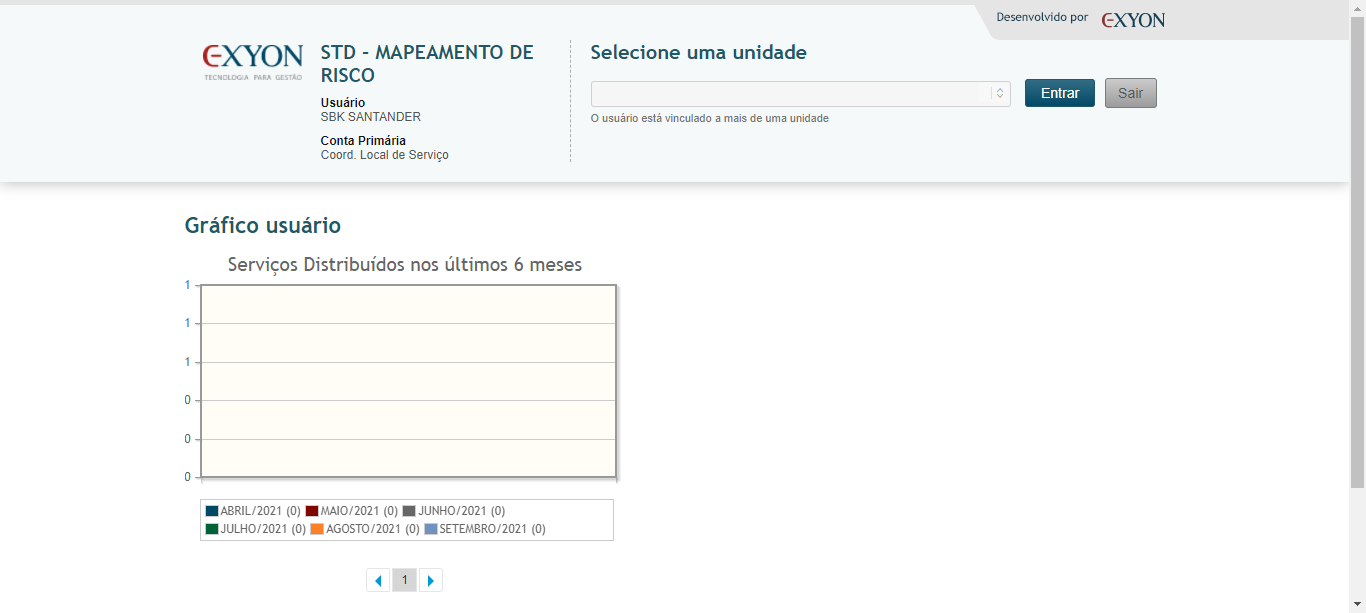 Desenvolvido por EXYON
EXYON
TECNOLOGIA PARA GESTÃO
STD - MAPEAMENTO DE
RISCO
Usuário
SBK SANTANDER
Conta Primária
Coord. Local de Serviço
Selecione uma unidade
Entrar
Sair
O usuário está vinculado a mais de uma unidade
Gráfico usuário
Serviços Distribuídos nos últimos 6 meses
1
1
1
0
0
0
ABRIL/2021 (0) MAIO/2021 (0) JUNHO/2021 (0)
JULHO/2021 (0) AGOSTO/2021 (0) SETEMBRO/2021 (0)
1